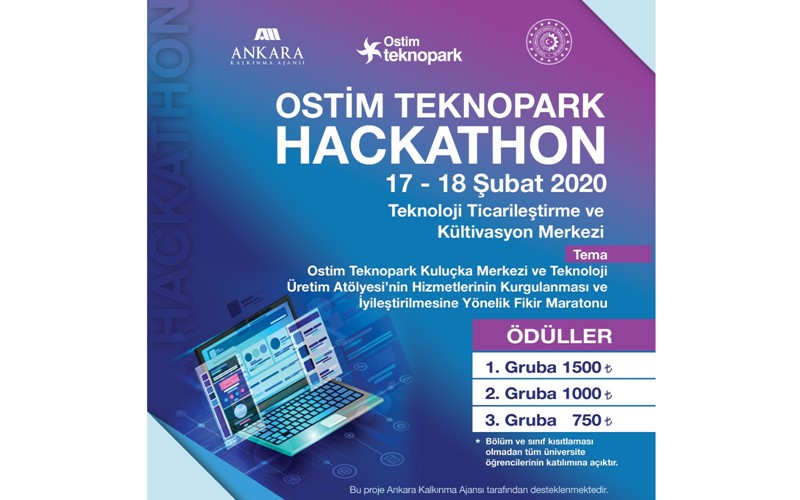 HACKATHON
ANKARA
KALKINMA AJANSI
Ostim
teknopark
OSTİM TEKNOPARK
HACKATHON
17 - 18 Şubat 2020
Teknoloji Ticarileştirme ve
Kültivasyon Merkezi
Tema
Ostim Teknopark Kuluçka Merkezi ve Teknoloji
Üretim Atölyesi'nin Hizmetlerinin Kurgulanması ve
İyileştirilmesine Yönelik Fikir Maratonu
ÖDÜLLER
1. Gruba 1500 ₺
2. Gruba 1000 ₺
3. Gruba 750 ₺
* Bölüm ve sınıf kısıtlaması
olmadan tüm üniversite
öğrencilerinin katılımına açıktır.
Bu proje Ankara Kalkınma Ajansı tarafından desteklenmektedir.